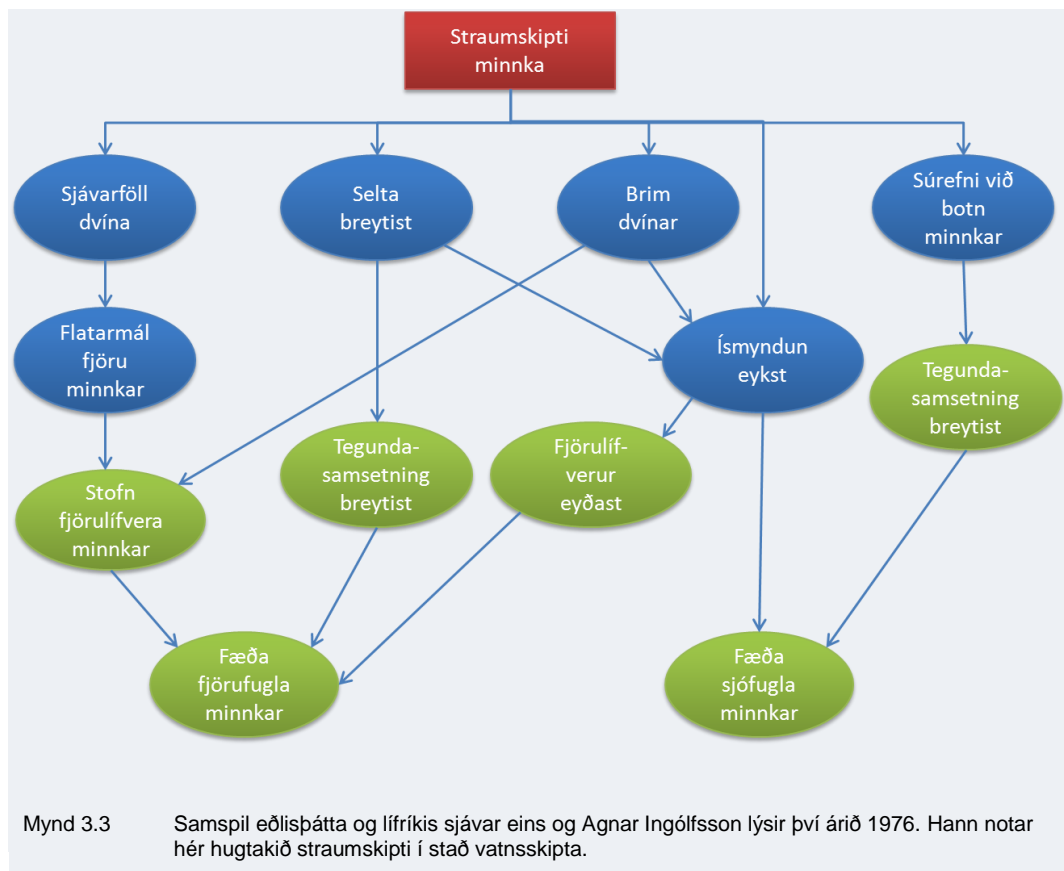 Straumskipti
minnka
Sjávarföll
dvína
Selta
breytist
Brim
dvínar
Súrefni við
botn
minnkar
Flatarmál
fjöru
minnkar
Ísmyndun
eykst
Tegunda-
samsetning
breytist
Stofn
fjörulífvera
minnkar
Tegunda-
samsetning
breytist
Fjörulíf-
verur
eyðast
Fæða
fjörufugla
minnkar
Fæða
sjófugla
minnkar
Mynd 3.3 Samspil eðlisþátta og lífríkis sjávar eins og Agnar Ingólfsson lýsir því árið 1976. Hann notar
hér hugtakið straumskipti í stað vatnsskipta.